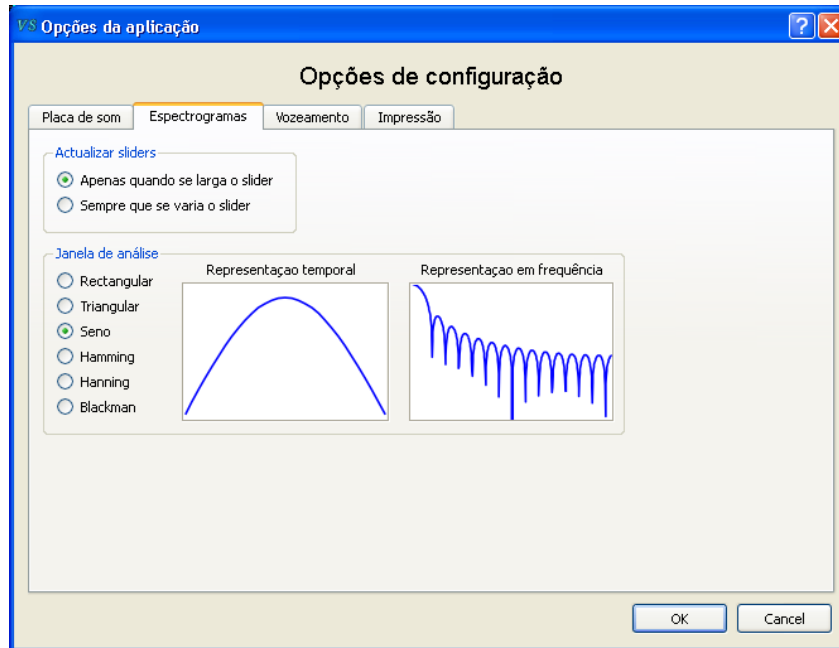 VS Opções da aplicação
Opções de configuração
Placa de som
Espectrogramas
Vozeamento
Impressão
Actualizar sliders
Apenas quando se larga o slider
Sempre que se varia o slider
Janela de análise
Rectangular
Triangular
Seno
Hamming
Hanning
Blackman
Representaçao temporal
Representaçao em frequência
OK
Cancel